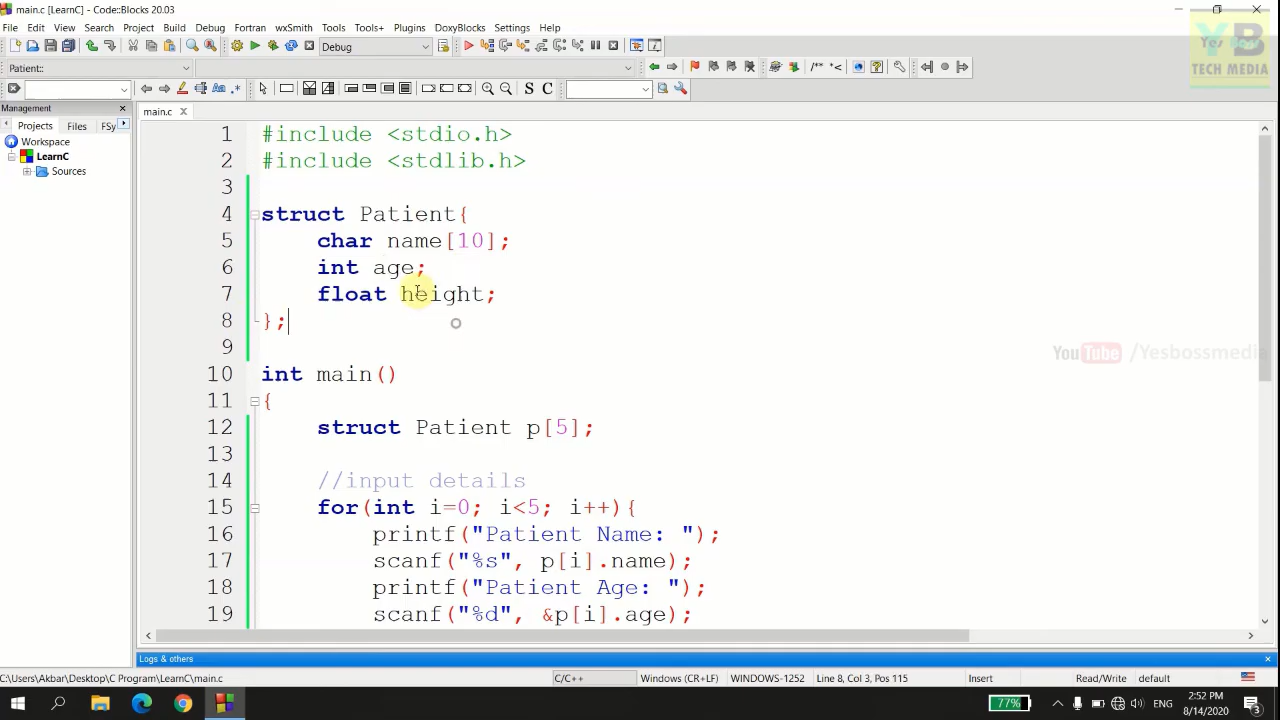 main.c [LearnC] - Code::Blocks 20.03
File Edit View Search Project Build Debug Fortran wxSmith Tools Tools+ Plugins DoxyBlocks Settings Help
Yes Boss
YB
TECH MEDIA
Debug
Patient::
/** *<
S C
Aa .*
Management
main.c
Projects Files FSy
Workspace
LearnC
Sources
1 #include <stdio.h>
2 #include <stdlib.h>
3
4 struct Patient{
5 char name[10];
6 int age;
7 float height;
8 };
9
10 int main()
11 {
12 struct Patient p[5];
13
14 //input details
15 for(int i=0; i<5; i++){
16 printf("Patient Name: ");
17 scanf("%s", p[i].name);
18 printf("Patient Age: ");
19 scanf("%d", &p[i].age);
YouTube /Yesbossmedia
Logs & others
C:\Users\Akbar\Desktop\C Program\LearnC\main.c C/C++ Windows (CR+LF) WINDOWS-1252 Line 8, Col 3, Pos 115 Insert Read/Write default
77% ENG 2:52 PM
8/14/2020
3